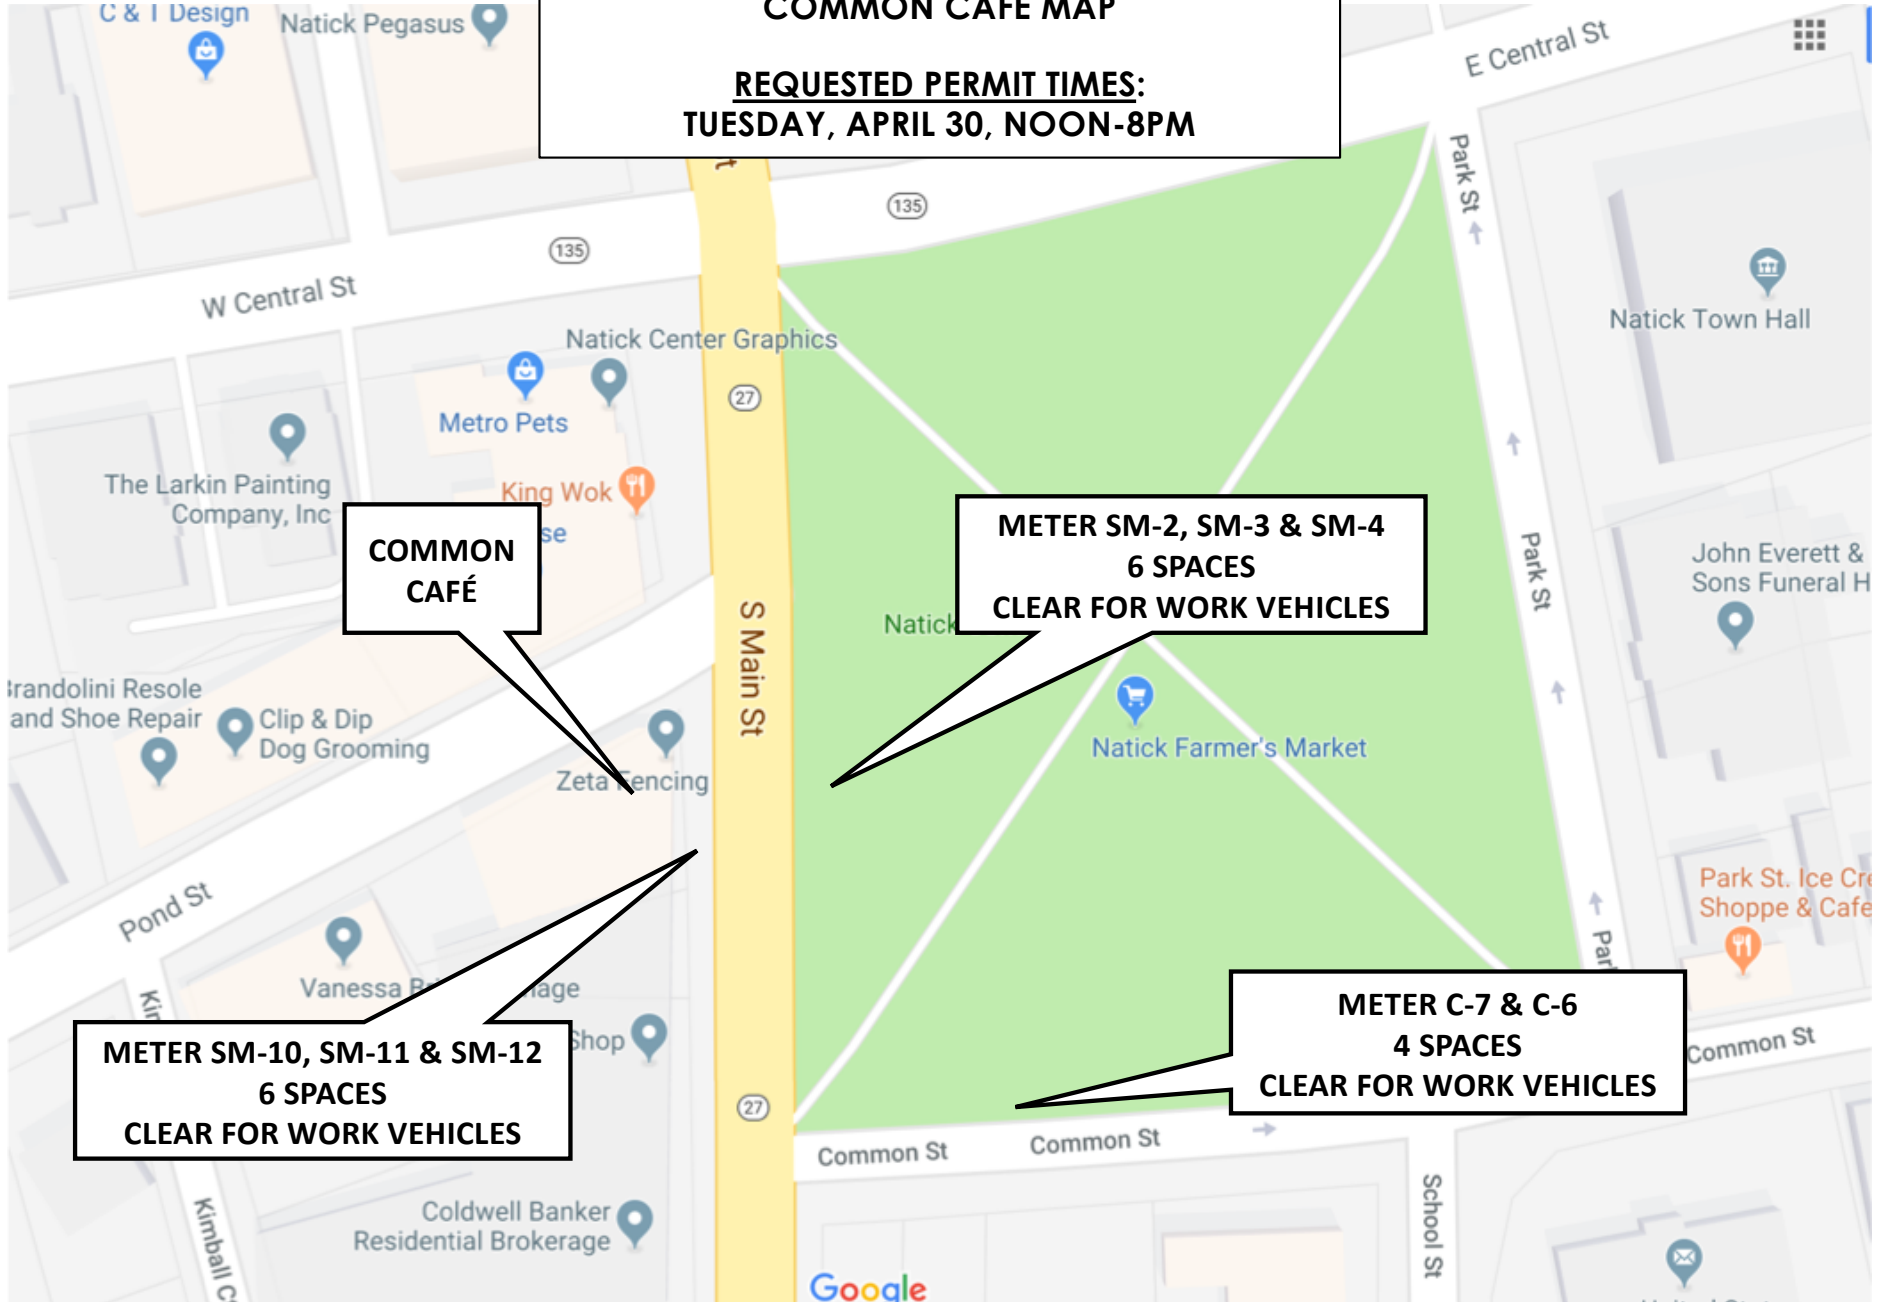 COMMON CAFE MAP
REQUESTED PERMIT TIMES:
TUESDAY, APRIL 30, NOON-8PM
C & T Design
Natick Pegasus
E Central St
Park St
135
135
W Central St
Natick Town Hall
Natick Center Graphics
27
Metro Pets
The Larkin Painting
Company, Inc
King Wok
se
COMMON
CAFÉ
METER SM-2, SM-3 & SM-4
6 SPACES
CLEAR FOR WORK VEHICLES
Natick
Park St
John Everett &
Sons Funeral H
S Main St
Brandolini Resole
and Shoe Repair
Clip & Dip
Dog Grooming
Zeta Fencing
Natick Farmer's Market
Pond St
Park St. Ice Cre
Shoppe & Cafe
Par
Vanessa B
nage
Kin
METER SM-10, SM-11 & SM-12
6 SPACES
CLEAR FOR WORK VEHICLES
Shop
METER C-7 & C-6
4 SPACES
CLEAR FOR WORK VEHICLES
Common St
27
Common St
Common St
Kimball C
Coldwell Banker
Residential Brokerage
School St
Google